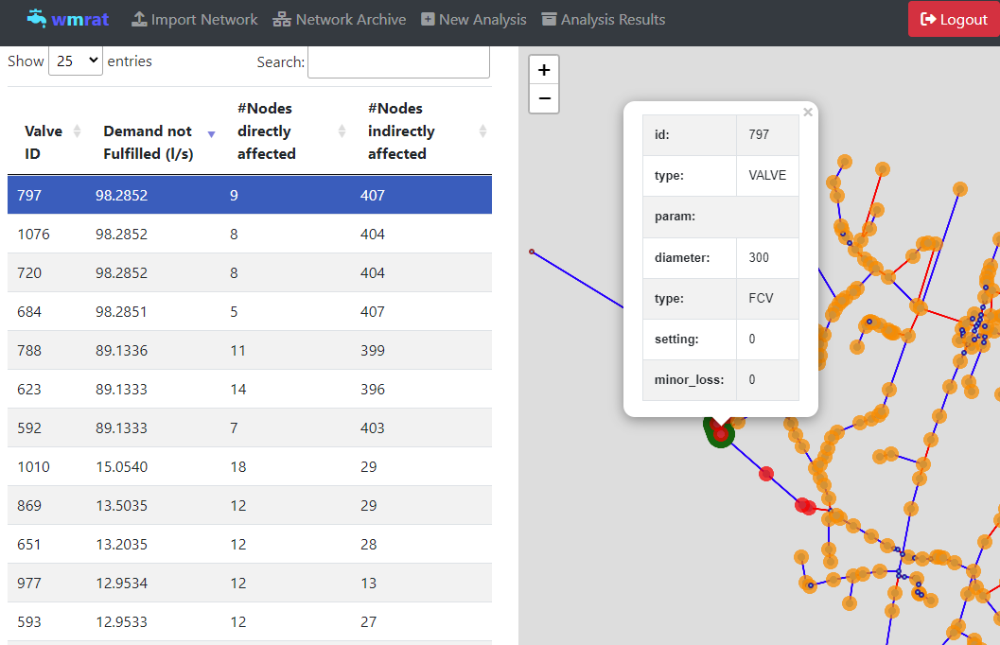 wmrat Import Network Network Archive New Analysis Analysis Results Logout
Show 25 entries Search:
Valve ID Demand not Fulfilled (l/s) #Nodes directly affected #Nodes indirectly affected
797 98.2852 9 407
1076 98.2852 8 404
720 98.2852 8 404
684 98.2851 5 407
788 89.1336 11 399
623 89.1333 14 396
592 89.1333 7 403
1010 15.0540 18 29
869 13.5035 12 29
651 13.2035 12 28
977 12.9534 12 13
593 12.9533 12 27
+
−
×
id: 797
type: VALVE
param:
diameter: 300
type: FCV
setting: 0
minor_loss: 0